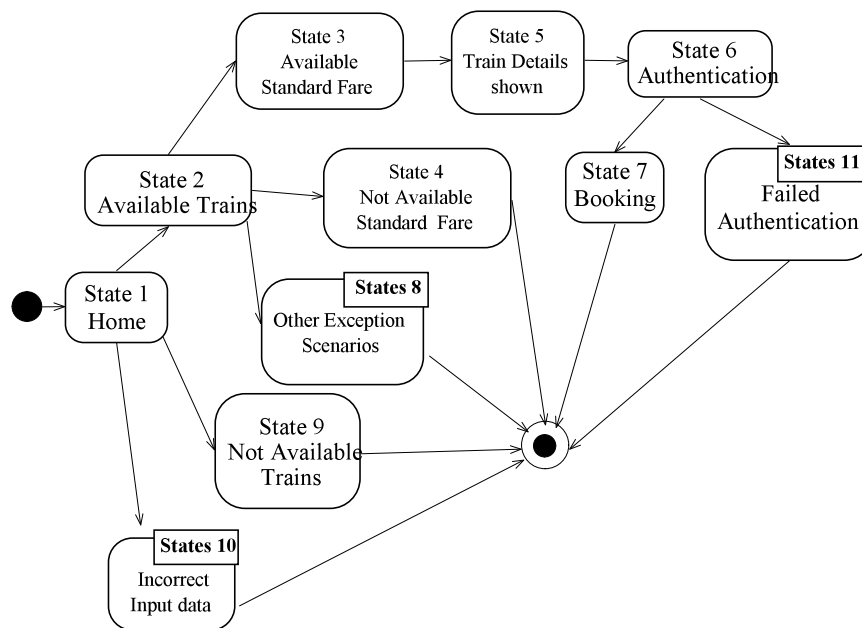 State 3
Available
Standard Fare
State 5
Train Details
shown
State 6
Authentication
State 2
Available Trains
State 4
Not Available
Standard Fare
State 7
Booking
States 11
Failed
Authentication
State 1
Home
States 8
Other Exception
Scenarios
State 9
Not Available
Trains
States 10
Incorrect
Input data